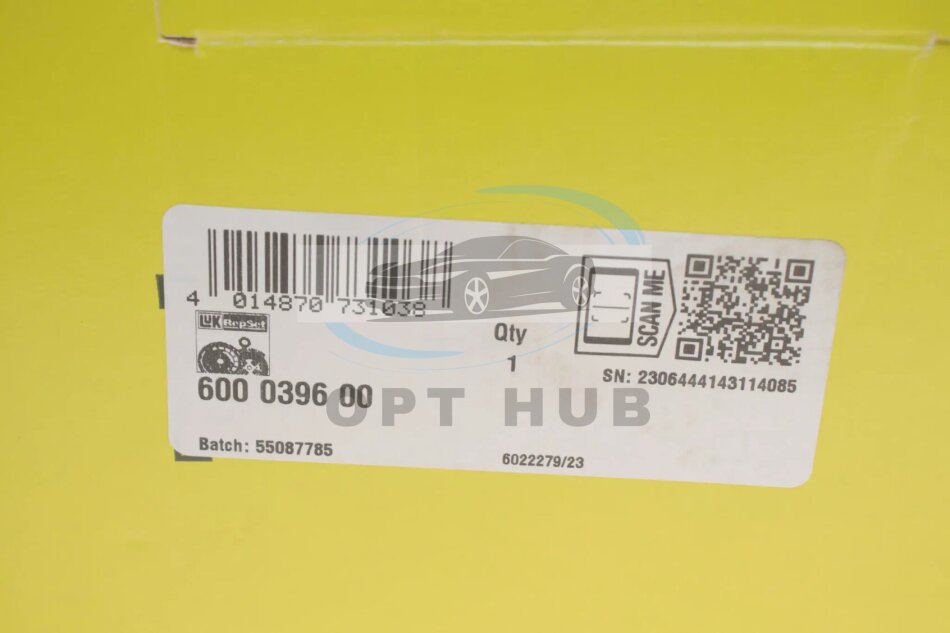 4 014870 731038
LUK RepSet
600 0396 00
Qty
1
SCAN ME
SN: 2306444143114085
Batch: 55087785
6022279/23
OPT HUB